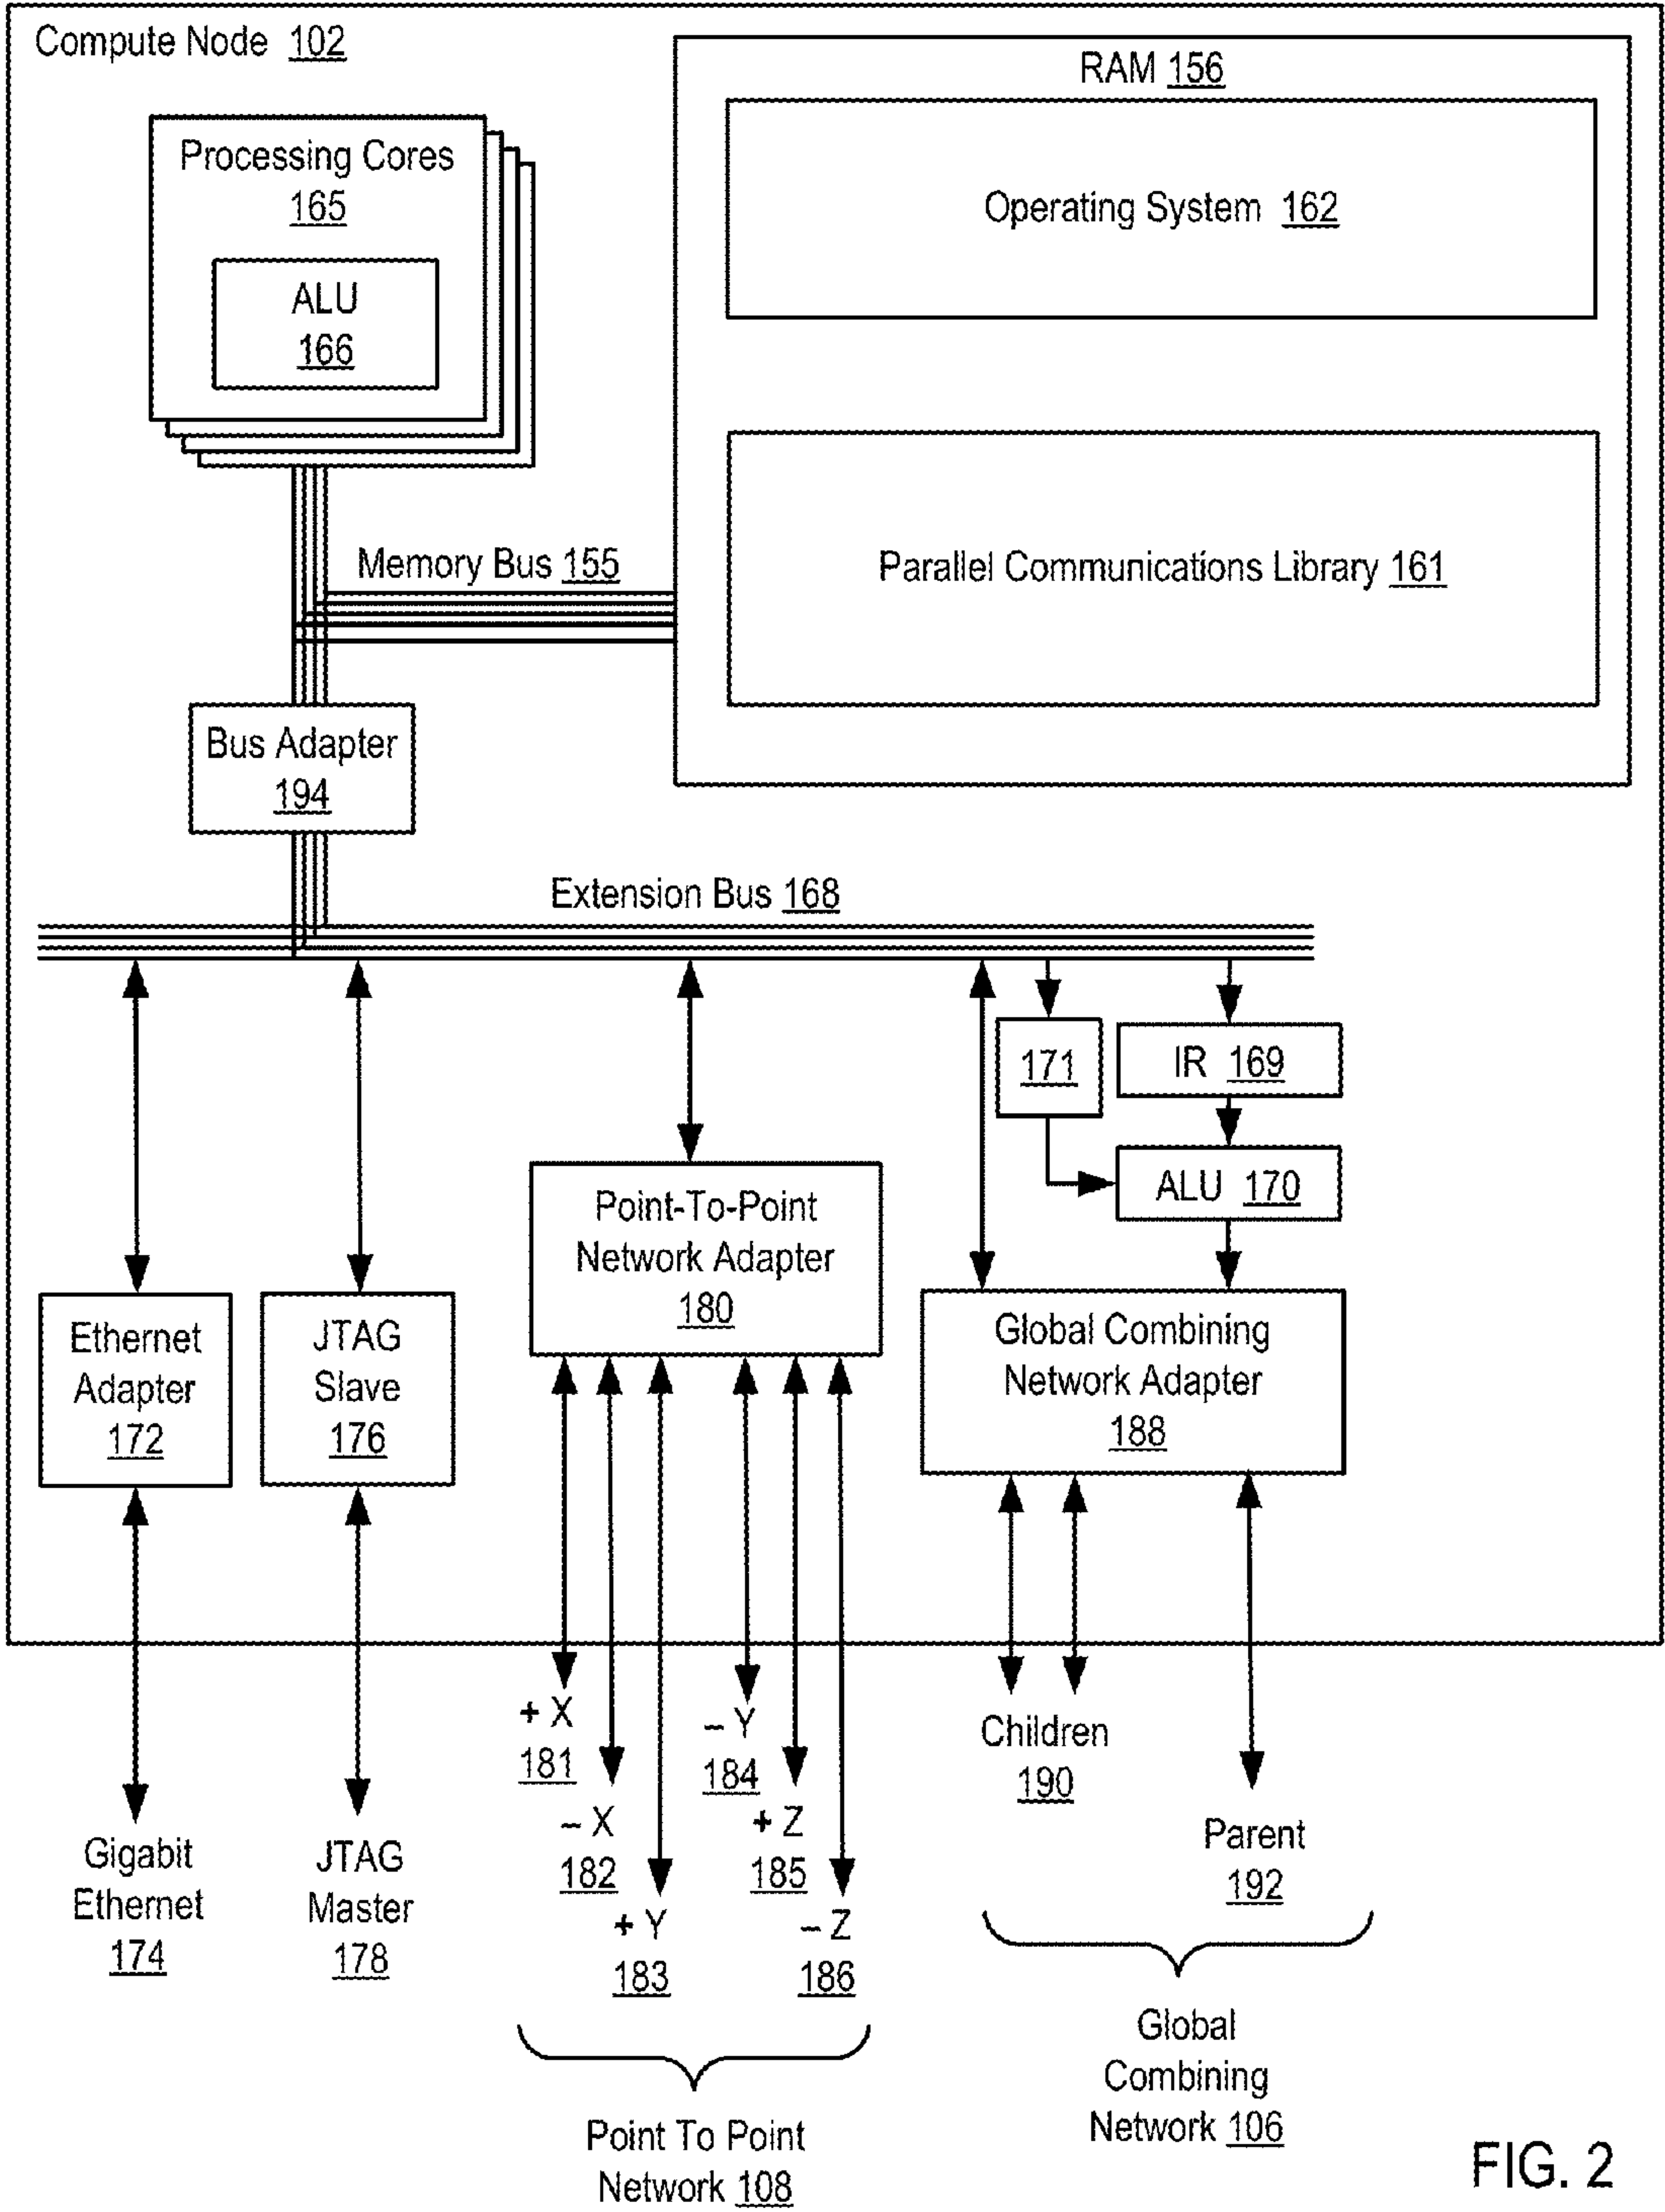 Compute Node 102
RAM 156
Processing Cores
165
ALU
166
Operating System 162
Memory Bus 155
Parallel Communications Library 161
Bus Adapter
194
Extension Bus 168
171
IR 169
ALU 170
Point-To-Point
Network Adapter
180
Ethernet
Adapter
172
JTAG
Slave
176
Global Combining
Network Adapter
188
+ X
181
– X
182
+ Y
183
– Y
184
+ Z
185
– Z
186
Children
190
Parent
192
Gigabit
Ethernet
174
JTAG
Master
178
Point To Point
Network 108
Global
Combining
Network 106
FIG. 2